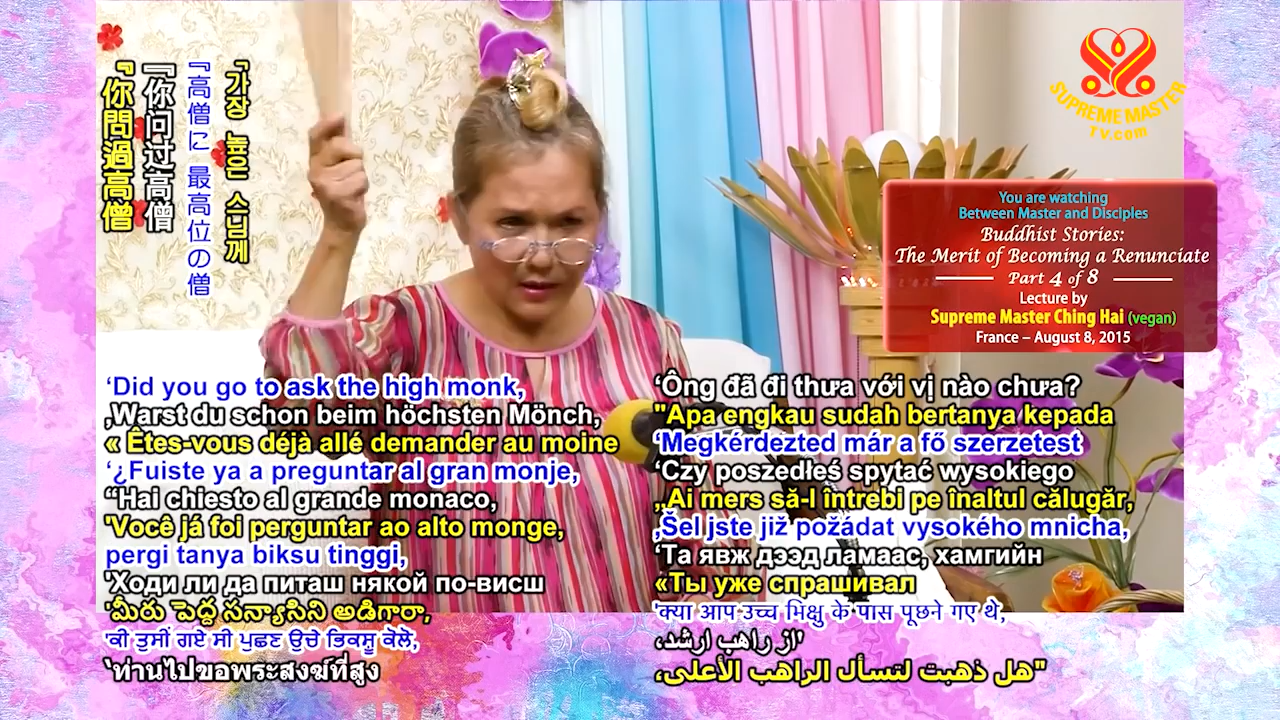 『你問過高僧
『你问过高僧
『高僧に 最高位の僧
「가장 높은 스님께
SUPREME MASTER
TV.com
You are watching
Between Master and Disciples
Buddhist Stories:
The Merit of Becoming a Renunciate
Part 4 of 8
Lecture by
Supreme Master Ching Hai (vegan)
France – August 8, 2015
‘Did you go to ask the high monk,
‚Warst du schon beim höchsten Mönch,
« Êtes-vous déjà allé demander au moine
‘¿Fuiste ya a preguntar al gran monje,
“Hai chiesto al grande monaco,
'Você já foi perguntar ao alto monge,
pergi tanya biksu tinggi,
'Ходи ли да питаш някой по-висш
'మీరు పెద్ద సన్యాసిని అడిగారా,
'ਕੀ ਤੁਸੀਂ ਗਏ ਸੀ ਪੁਛਣ ਉਚੇ ਭਿਕਸ਼ੂ ਕੋਲੋ,
‘ท่านไปขอพระสงฆ์ที่สูง
‘Ông đã đi thưa với vị nào chưa?
"Apa engkau sudah bertanya kepada
‘Megkérdezted már a fő szerzetest
‘Czy poszedłeś spytać wysokiego
„Ai mers să-l întrebi pe înaltul călugăr,
‚Šel jste již požádat vysokého mnicha,
‘Та явж дээд ламаас, хамгийн
«Ты уже спрашивал
'क्या आप उच्च भिक्षु के पास पूछने गए थे,
'از راهب ارشد،
"هل ذهبت لتسأل الراهب الأعلى،